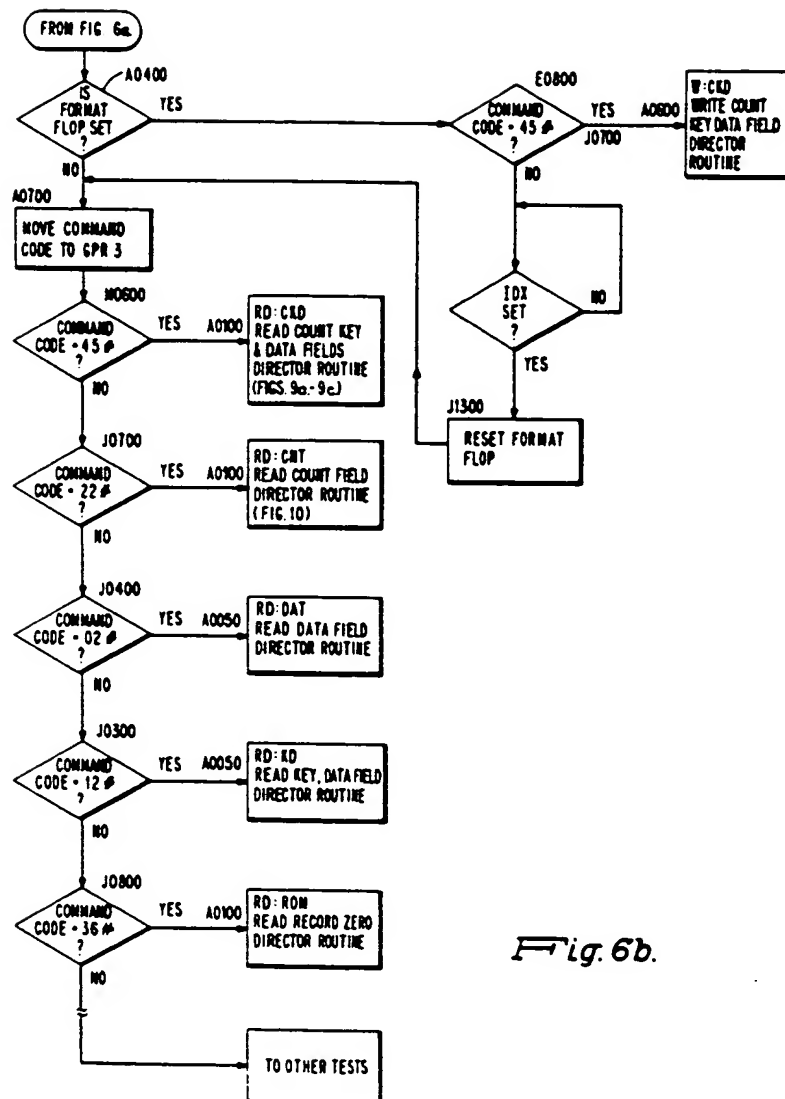 FROM FIG 6a
A0400
IS
FORMAT
FLOP SET
?
YES
NO
E0800
COMMAND
CODE = 45#
?
YES
J0700
A0800
NO
W:CKD
WRITE COUNT
KEY DATA FIELD
DIRECTOR
ROUTINE
IDX
SET
?
NO
YES
J1300
RESET FORMAT
FLOP
A0700
MOVE COMMAND
CODE TO GPR 3
N0600
COMMAND
CODE = 45#
?
YES
A0100
NO
RD:CKD
READ COUNT KEY
& DATA FIELDS
DIRECTOR ROUTINE
(FIGS. 9a-9c)
J0700
COMMAND
CODE = 22#
?
YES
A0100
NO
RD:CNT
READ COUNT FIELD
DIRECTOR ROUTINE
(FIG. 10)
J0400
COMMAND
CODE = 02#
?
YES
A0050
NO
RD:DAT
READ DATA FIELD
DIRECTOR ROUTINE
J0300
COMMAND
CODE = 12#
?
YES
A0050
NO
RD:KD
READ KEY, DATA FIELD
DIRECTOR ROUTINE
J0800
COMMAND
CODE = 36#
?
YES
A0100
NO
RD:ROM
READ RECORD ZERO
DIRECTOR ROUTINE
TO OTHER TESTS
Fig. 6b.